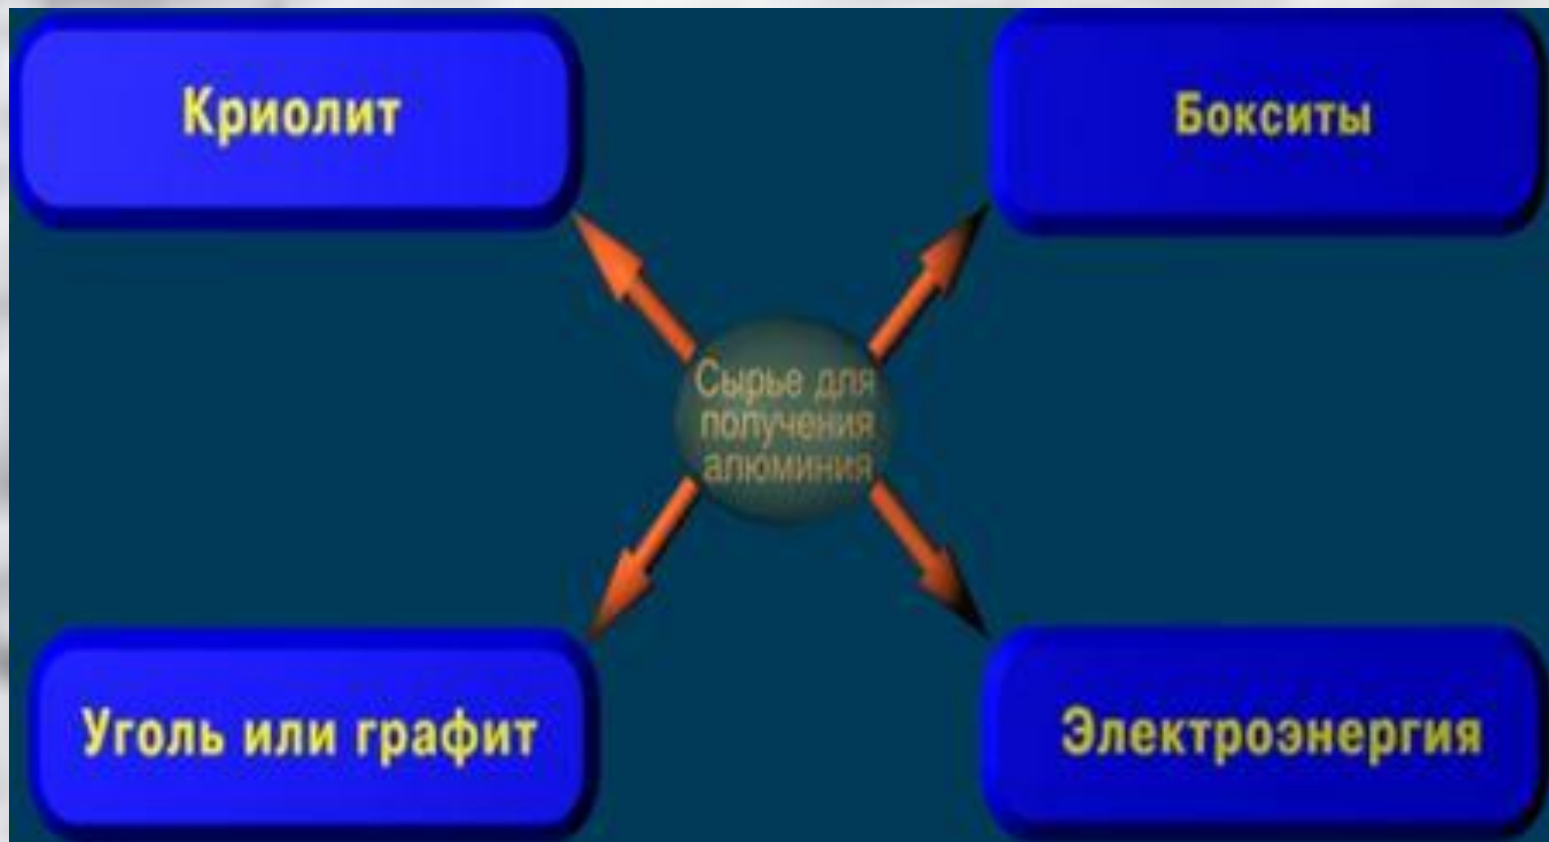 Криолит
Бокситы
Сырье для
получения
алюминия
Уголь или графит
Электроэнергия